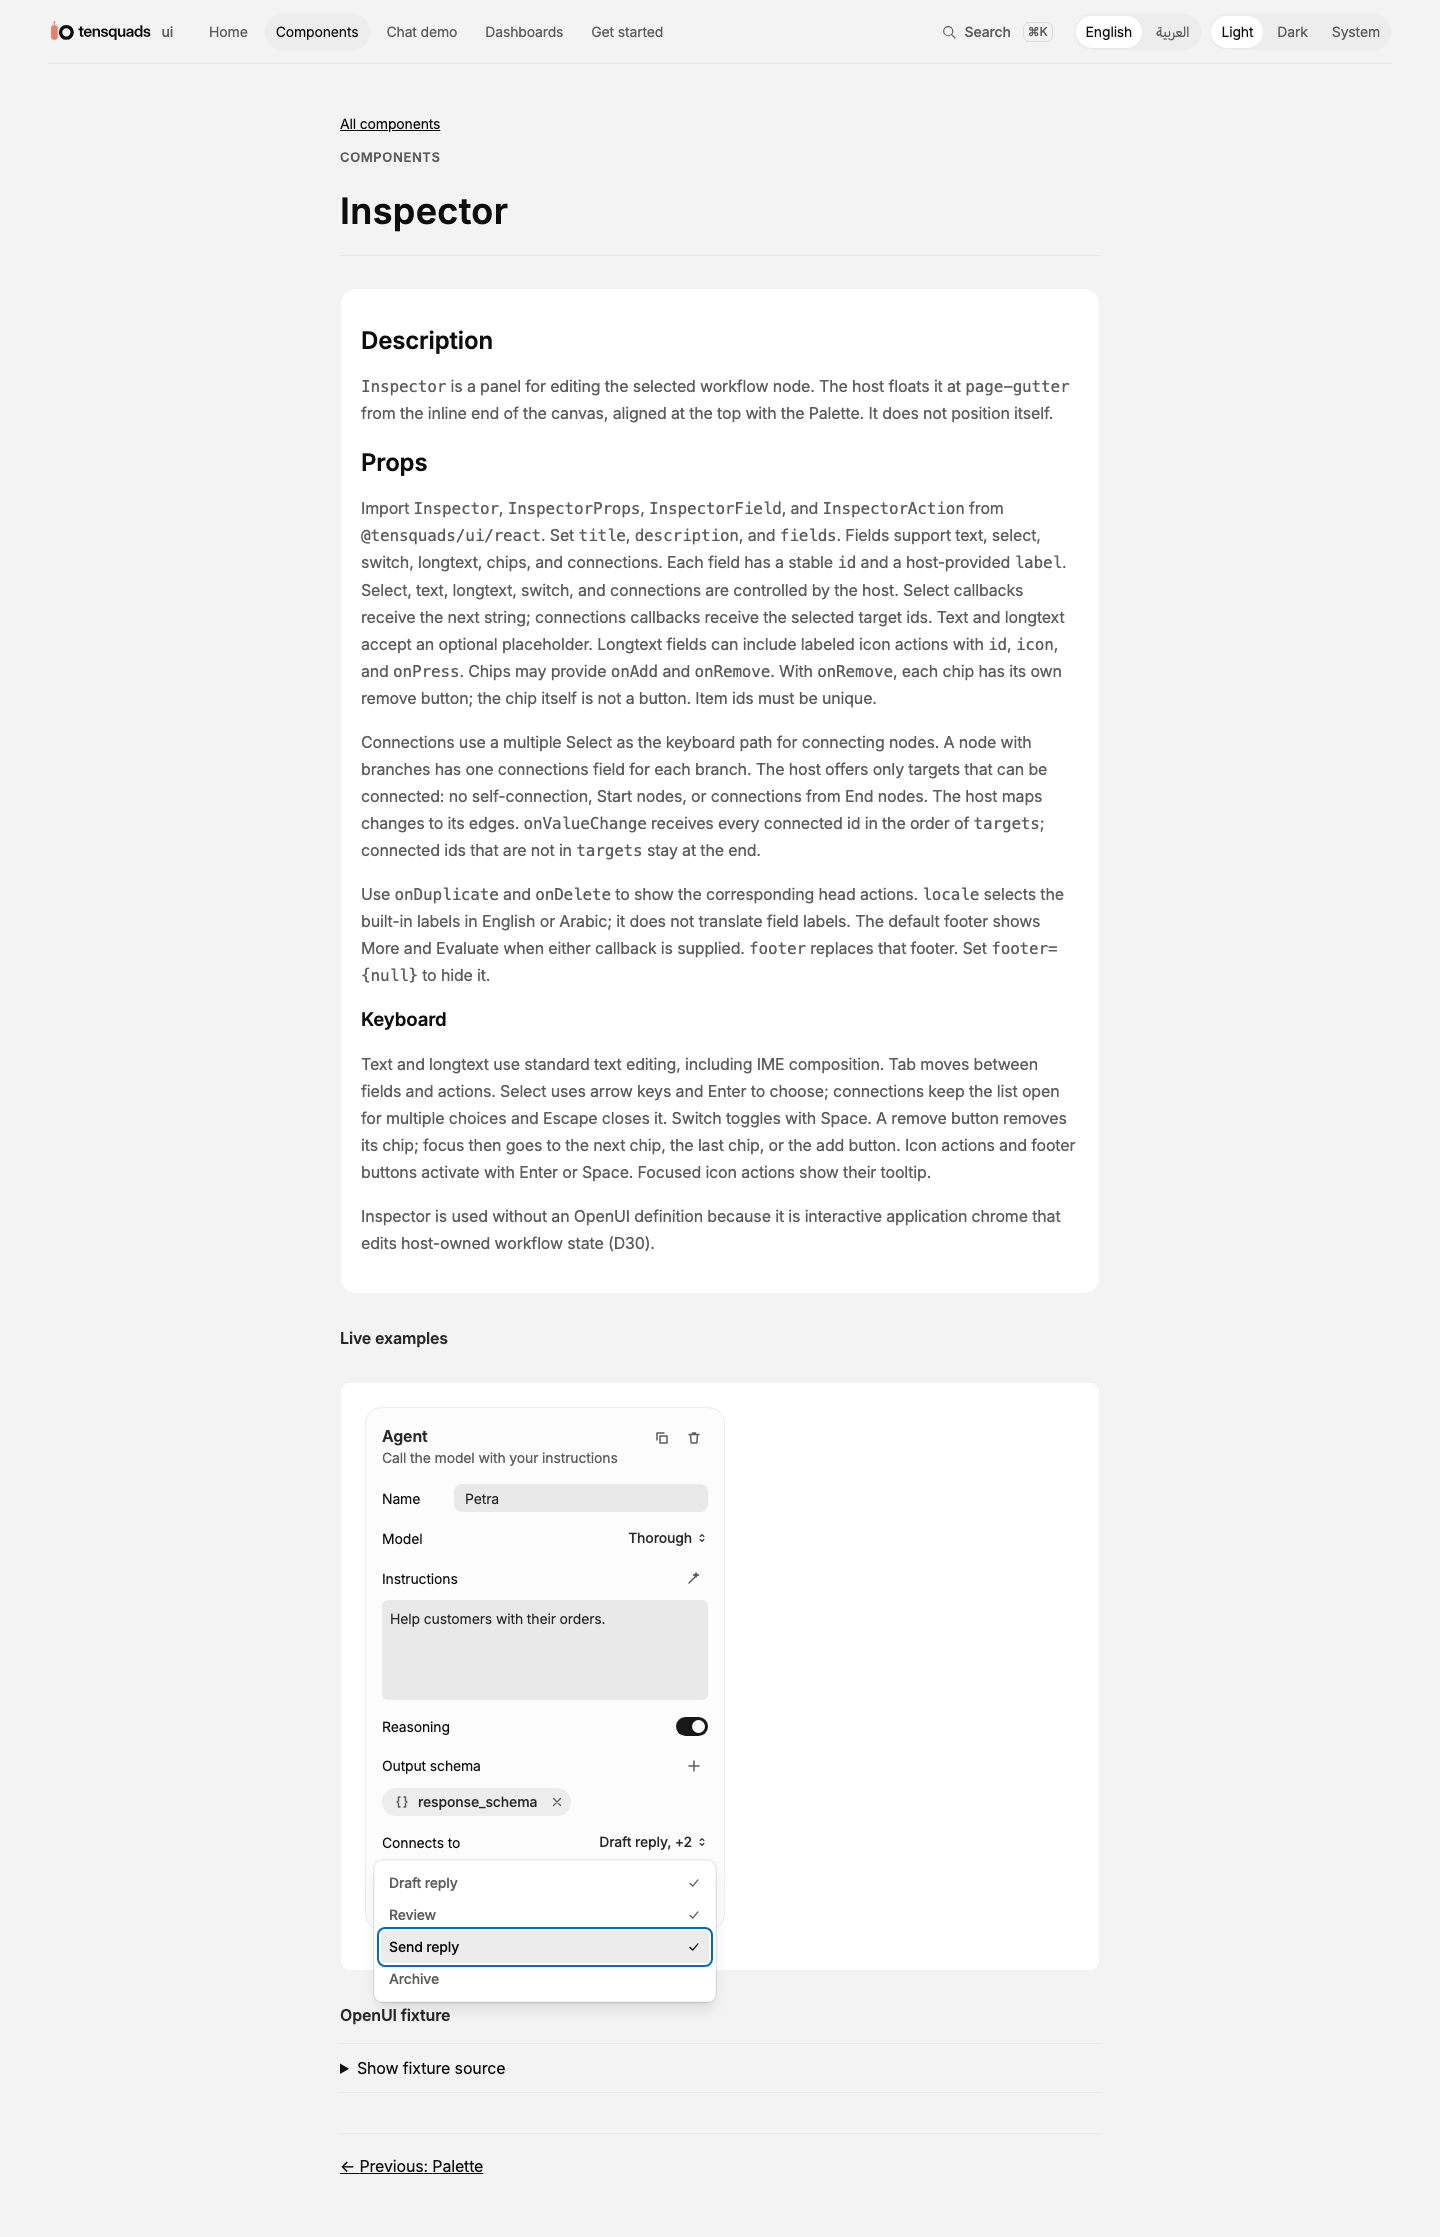 tensquads ui Home Components Chat demo Dashboards Get started Search ⌘K English العربية Light Dark System
All components
COMPONENTS
Inspector
Description
Inspector is a panel for editing the selected workflow node. The host floats it at page-gutter
from the inline end of the canvas, aligned at the top with the Palette. It does not position itself.
Props
Import Inspector, InspectorProps, InspectorField, and InspectorAction from
@tensquads/ui/react. Set title, description, and fields. Fields support text, select,
switch, longtext, chips, and connections. Each field has a stable id and a host-provided label.
Select, text, longtext, switch, and connections are controlled by the host. Select callbacks
receive the next string; connections callbacks receive the selected target ids. Text and longtext
accept an optional placeholder. Longtext fields can include labeled icon actions with id, icon,
and onPress. Chips may provide onAdd and onRemove. With onRemove, each chip has its own
remove button; the chip itself is not a button. Item ids must be unique.
Connections use a multiple Select as the keyboard path for connecting nodes. A node with
branches has one connections field for each branch. The host offers only targets that can be
connected: no self-connection, Start nodes, or connections from End nodes. The host maps
changes to its edges. onValueChange receives every connected id in the order of targets;
connected ids that are not in targets stay at the end.
Use onDuplicate and onDelete to show the corresponding head actions. locale selects the
built-in labels in English or Arabic; it does not translate field labels. The default footer shows
More and Evaluate when either callback is supplied. footer replaces that footer. Set footer=
{null} to hide it.
Keyboard
Text and longtext use standard text editing, including IME composition. Tab moves between
fields and actions. Select uses arrow keys and Enter to choose; connections keep the list open
for multiple choices and Escape closes it. Switch toggles with Space. A remove button removes
its chip; focus then goes to the next chip, the last chip, or the add button. Icon actions and footer
buttons activate with Enter or Space. Focused icon actions show their tooltip.
Inspector is used without an OpenUI definition because it is interactive application chrome that
edits host-owned workflow state (D30).
Live examples
Agent
Call the model with your instructions
Name Petra
Model Thorough
Instructions
Help customers with their orders.
Reasoning
Output schema
{} response_schema
Connects to Draft reply, +2
Draft reply
Review
Send reply
Archive
OpenUI fixture
Show fixture source
← Previous: Palette